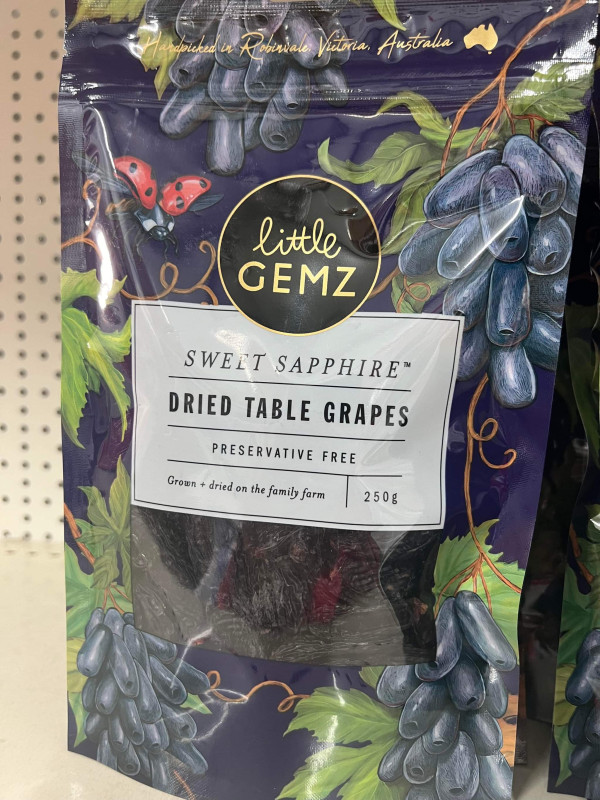 Handpicked in Robinvale, Victoria, Australia
little
GEMZ
SWEET SAPPHIRE™
DRIED TABLE GRAPES
PRESERVATIVE FREE
Grown + dried on the family farm
250g